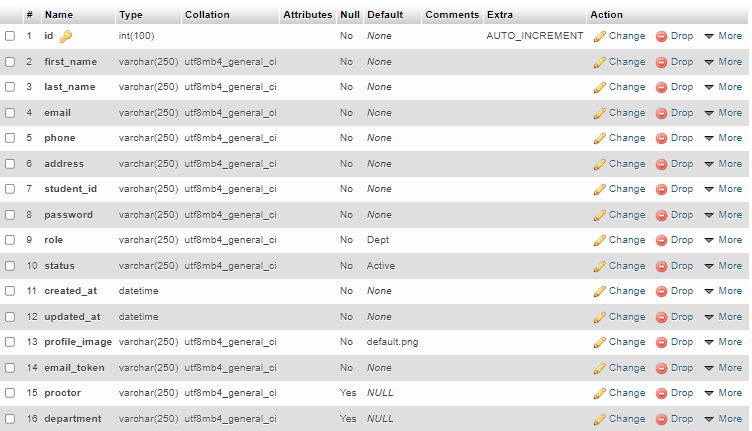 # Name Type Collation Attributes Null Default Comments Extra Action
1 id int(100) No None AUTO_INCREMENT Change Drop More
2 first_name varchar(250) utf8mb4_general_ci No None Change Drop More
3 last_name varchar(250) utf8mb4_general_ci No None Change Drop More
4 email varchar(250) utf8mb4_general_ci No None Change Drop More
5 phone varchar(250) utf8mb4_general_ci No None Change Drop More
6 address varchar(250) utf8mb4_general_ci No None Change Drop More
7 student_id varchar(250) utf8mb4_general_ci No None Change Drop More
8 password varchar(250) utf8mb4_general_ci No None Change Drop More
9 role varchar(250) utf8mb4_general_ci No Dept Change Drop More
10 status varchar(250) utf8mb4_general_ci No Active Change Drop More
11 created_at datetime No None Change Drop More
12 updated_at datetime No None Change Drop More
13 profile_image varchar(250) utf8mb4_general_ci No default.png Change Drop More
14 email_token varchar(250) utf8mb4_general_ci No None Change Drop More
15 proctor varchar(250) utf8mb4_general_ci Yes NULL Change Drop More
16 department varchar(250) utf8mb4_general_ci Yes NULL Change Drop More